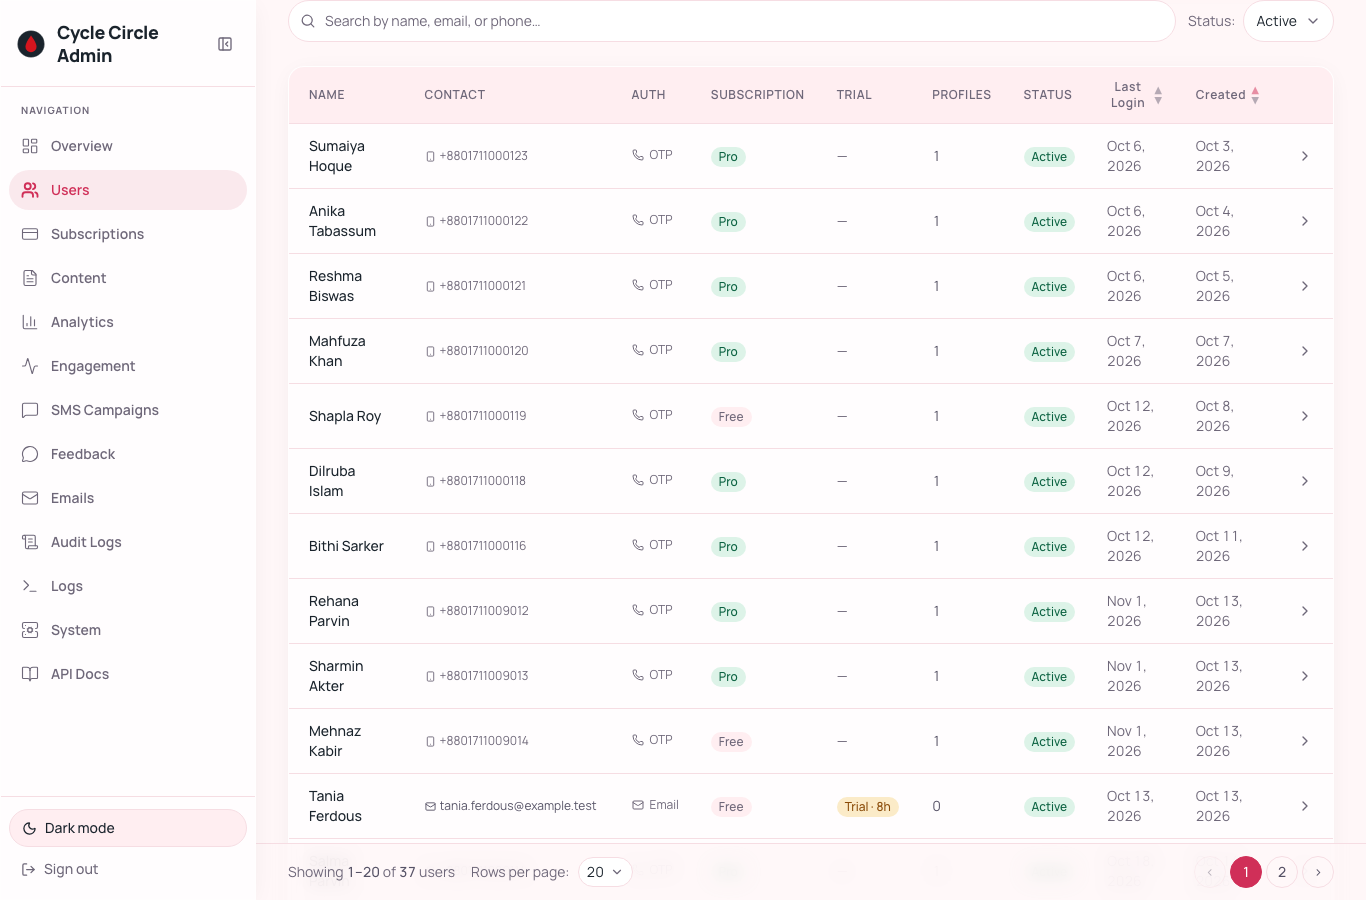 Cycle Circle
Admin
NAVIGATION
Overview
Users
Subscriptions
Content
Analytics
Engagement
SMS Campaigns
Feedback
Emails
Audit Logs
Logs
System
API Docs
Dark mode
Sign out
Search by name, email, or phone...
Status: Active
NAME CONTACT AUTH SUBSCRIPTION TRIAL PROFILES STATUS Last Login Created
Sumaiya Hoque +8801711000123 OTP Pro — 1 Active Oct 6, 2026 Oct 3, 2026
Anika Tabassum +8801711000122 OTP Pro — 1 Active Oct 6, 2026 Oct 4, 2026
Reshma Biswas +8801711000121 OTP Pro — 1 Active Oct 6, 2026 Oct 5, 2026
Mahfuza Khan +8801711000120 OTP Pro — 1 Active Oct 7, 2026 Oct 7, 2026
Shapla Roy +8801711000119 OTP Free — 1 Active Oct 12, 2026 Oct 8, 2026
Dilruba Islam +8801711000118 OTP Pro — 1 Active Oct 12, 2026 Oct 9, 2026
Bithi Sarker +8801711000116 OTP Pro — 1 Active Oct 12, 2026 Oct 11, 2026
Rehana Parvin +8801711009012 OTP Pro — 1 Active Nov 1, 2026 Oct 13, 2026
Sharmin Akter +8801711009013 OTP Pro — 1 Active Nov 1, 2026 Oct 13, 2026
Mehnaz Kabir +8801711009014 OTP Free — 1 Active Nov 1, 2026 Oct 13, 2026
Tania Ferdous tania.ferdous@example.test Email Free Trial · 8h 0 Active Oct 13, 2026 Oct 13, 2026
Showing 1–20 of 37 users Rows per page: 20 ‹ 1 2 ›